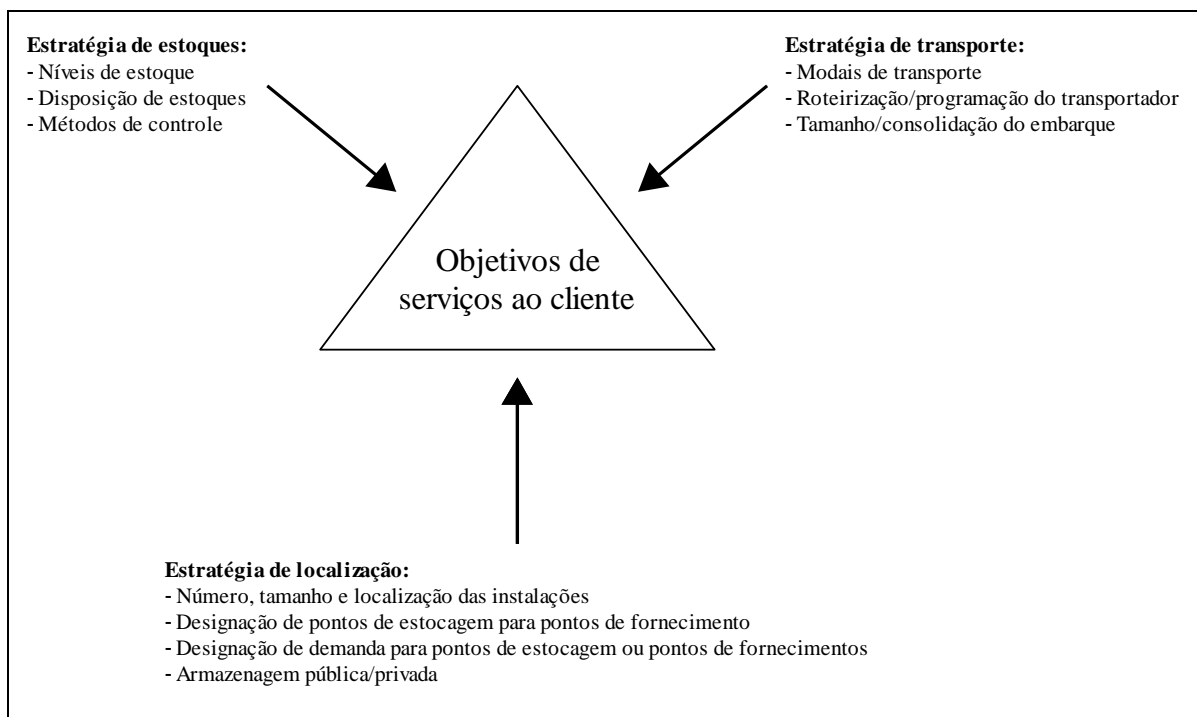 Estratégia de estoques:
- Níveis de estoque
- Disposição de estoques
- Métodos de controle
Estratégia de transporte:
- Modais de transporte
- Roteirização/programação do transportador
- Tamanho/consolidação do embarque
Objetivos de
serviços ao cliente
Estratégia de localização:
- Número, tamanho e localização das instalações
- Designação de pontos de estocagem para pontos de fornecimento
- Designação de demanda para pontos de estocagem ou pontos de fornecimentos
- Armazenagem pública/privada